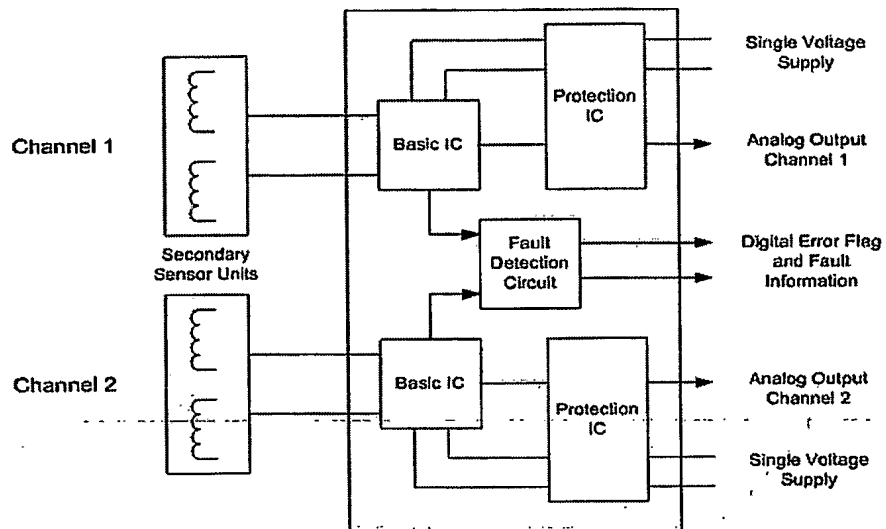 Single Voltage
Supply
Protection
IC
Channel 1
Basic IC
Analog Output
Channel 1
Secondary
Sensor Units
Fault
Detection
Circuit
Digital Error Flag
and Fault
Information
Channel 2
Basic IC
Analog Output
Channel 2
Protection
IC
Single Voltage
Supply